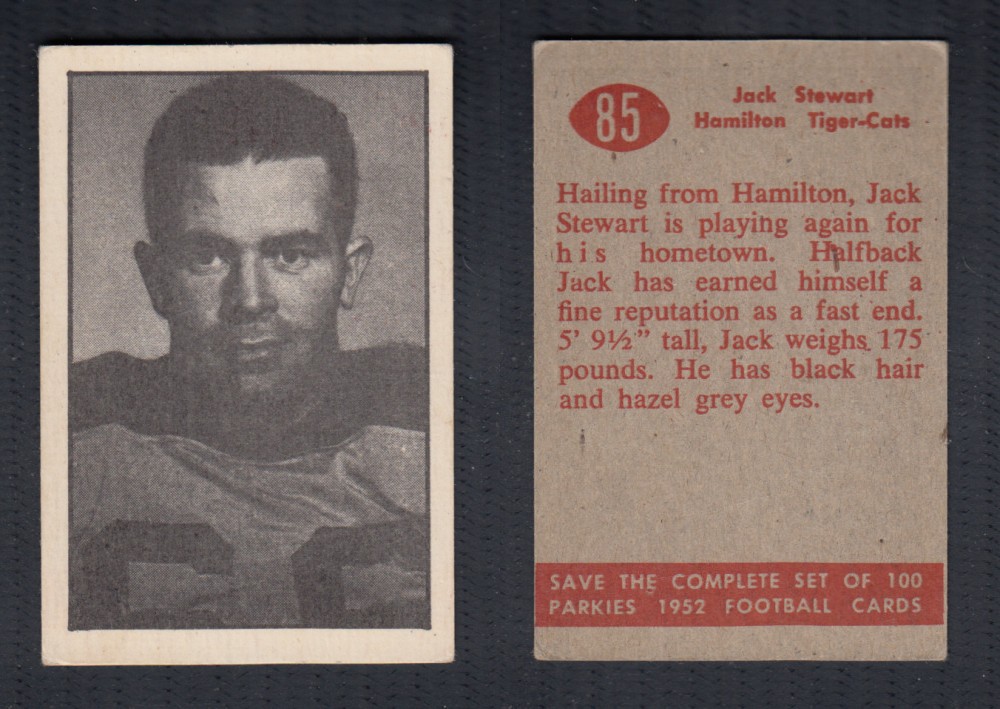 85
Jack Stewart
Hamilton Tiger-Cats
Hailing from Hamilton, Jack
Stewart is playing again for
his hometown. Halfback
Jack has earned himself a
fine reputation as a fast end.
5' 9½" tall, Jack weighs 175
pounds. He has black hair
and hazel grey eyes.
SAVE THE COMPLETE SET OF 100
PARKIES 1952 FOOTBALL CARDS